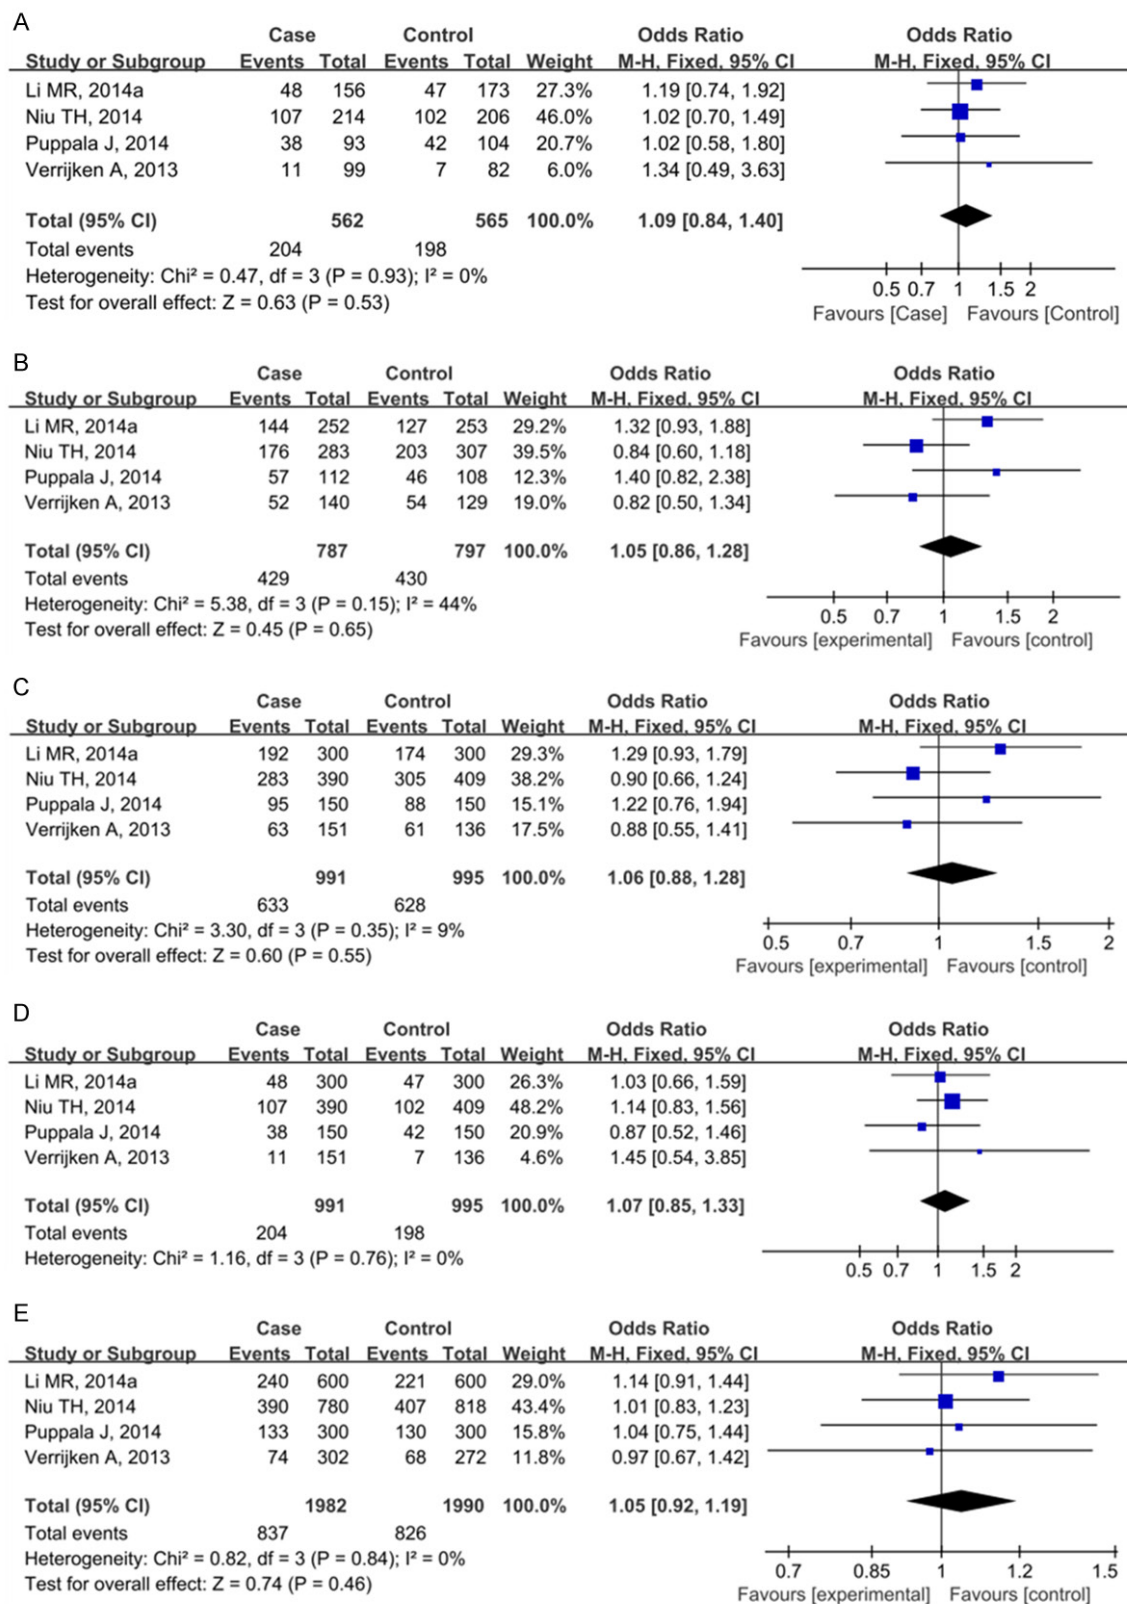 A
Case Control Odds Ratio Odds Ratio
Study or Subgroup Events Total Events Total Weight M-H, Fixed, 95% CI M-H, Fixed, 95% CI
Li MR, 2014a 48 156 47 173 27.3% 1.19 [0.74, 1.92]
Niu TH, 2014 107 214 102 206 46.0% 1.02 [0.70, 1.49]
Puppala J, 2014 38 93 42 104 20.7% 1.02 [0.58, 1.80]
Verrijken A, 2013 11 99 7 82 6.0% 1.34 [0.49, 3.63]
Total (95% CI) 562 565 100.0% 1.09 [0.84, 1.40]
Total events 204 198
Heterogeneity: Chi² = 0.47, df = 3 (P = 0.93); I² = 0%
Test for overall effect: Z = 0.63 (P = 0.53)
0.5 0.7 1 1.5 2
Favours [Case] Favours [Control]
B
Case Control Odds Ratio Odds Ratio
Study or Subgroup Events Total Events Total Weight M-H, Fixed, 95% CI M-H, Fixed, 95% CI
Li MR, 2014a 144 252 127 253 29.2% 1.32 [0.93, 1.88]
Niu TH, 2014 176 283 203 307 39.5% 0.84 [0.60, 1.18]
Puppala J, 2014 57 112 46 108 12.3% 1.40 [0.82, 2.38]
Verrijken A, 2013 52 140 54 129 19.0% 0.82 [0.50, 1.34]
Total (95% CI) 787 797 100.0% 1.05 [0.86, 1.28]
Total events 429 430
Heterogeneity: Chi² = 5.38, df = 3 (P = 0.15); I² = 44%
Test for overall effect: Z = 0.45 (P = 0.65)
0.5 0.7 1 1.5 2
Favours [experimental] Favours [control]
C
Case Control Odds Ratio Odds Ratio
Study or Subgroup Events Total Events Total Weight M-H, Fixed, 95% CI M-H, Fixed, 95% CI
Li MR, 2014a 192 300 174 300 29.3% 1.29 [0.93, 1.79]
Niu TH, 2014 283 390 305 409 38.2% 0.90 [0.66, 1.24]
Puppala J, 2014 95 150 88 150 15.1% 1.22 [0.76, 1.94]
Verrijken A, 2013 63 151 61 136 17.5% 0.88 [0.55, 1.41]
Total (95% CI) 991 995 100.0% 1.06 [0.88, 1.28]
Total events 633 628
Heterogeneity: Chi² = 3.30, df = 3 (P = 0.35); I² = 9%
Test for overall effect: Z = 0.60 (P = 0.55)
0.5 0.7 1 1.5 2
Favours [experimental] Favours [control]
D
Case Control Odds Ratio Odds Ratio
Study or Subgroup Events Total Events Total Weight M-H, Fixed, 95% CI M-H, Fixed, 95% CI
Li MR, 2014a 48 300 47 300 26.3% 1.03 [0.66, 1.59]
Niu TH, 2014 107 390 102 409 48.2% 1.14 [0.83, 1.56]
Puppala J, 2014 38 150 42 150 20.9% 0.87 [0.52, 1.46]
Verrijken A, 2013 11 151 7 136 4.6% 1.45 [0.54, 3.85]
Total (95% CI) 991 995 100.0% 1.07 [0.85, 1.33]
Total events 204 198
Heterogeneity: Chi² = 1.16, df = 3 (P = 0.76); I² = 0%
0.5 0.7 1 1.5 2
E
Case Control Odds Ratio Odds Ratio
Study or Subgroup Events Total Events Total Weight M-H, Fixed, 95% CI M-H, Fixed, 95% CI
Li MR, 2014a 240 600 221 600 29.0% 1.14 [0.91, 1.44]
Niu TH, 2014 390 780 407 818 43.4% 1.01 [0.83, 1.23]
Puppala J, 2014 133 300 130 300 15.8% 1.04 [0.75, 1.44]
Verrijken A, 2013 74 302 68 272 11.8% 0.97 [0.67, 1.42]
Total (95% CI) 1982 1990 100.0% 1.05 [0.92, 1.19]
Total events 837 826
Heterogeneity: Chi² = 0.82, df = 3 (P = 0.84); I² = 0%
Test for overall effect: Z = 0.74 (P = 0.46)
0.7 0.85 1 1.2 1.5
Favours [experimental] Favours [control]